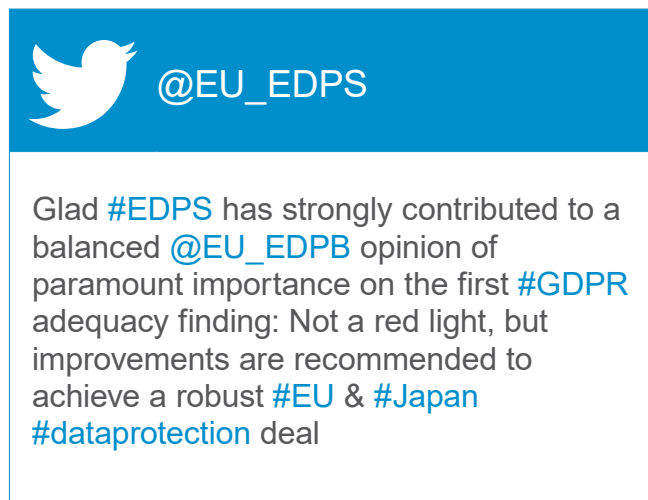 @EU_EDPS
Glad #EDPS has strongly contributed to a
balanced @EU_EDPB opinion of
paramount importance on the first #GDPR
adequacy finding: Not a red light, but
improvements are recommended to
achieve a robust #EU & #Japan
#dataprotection deal